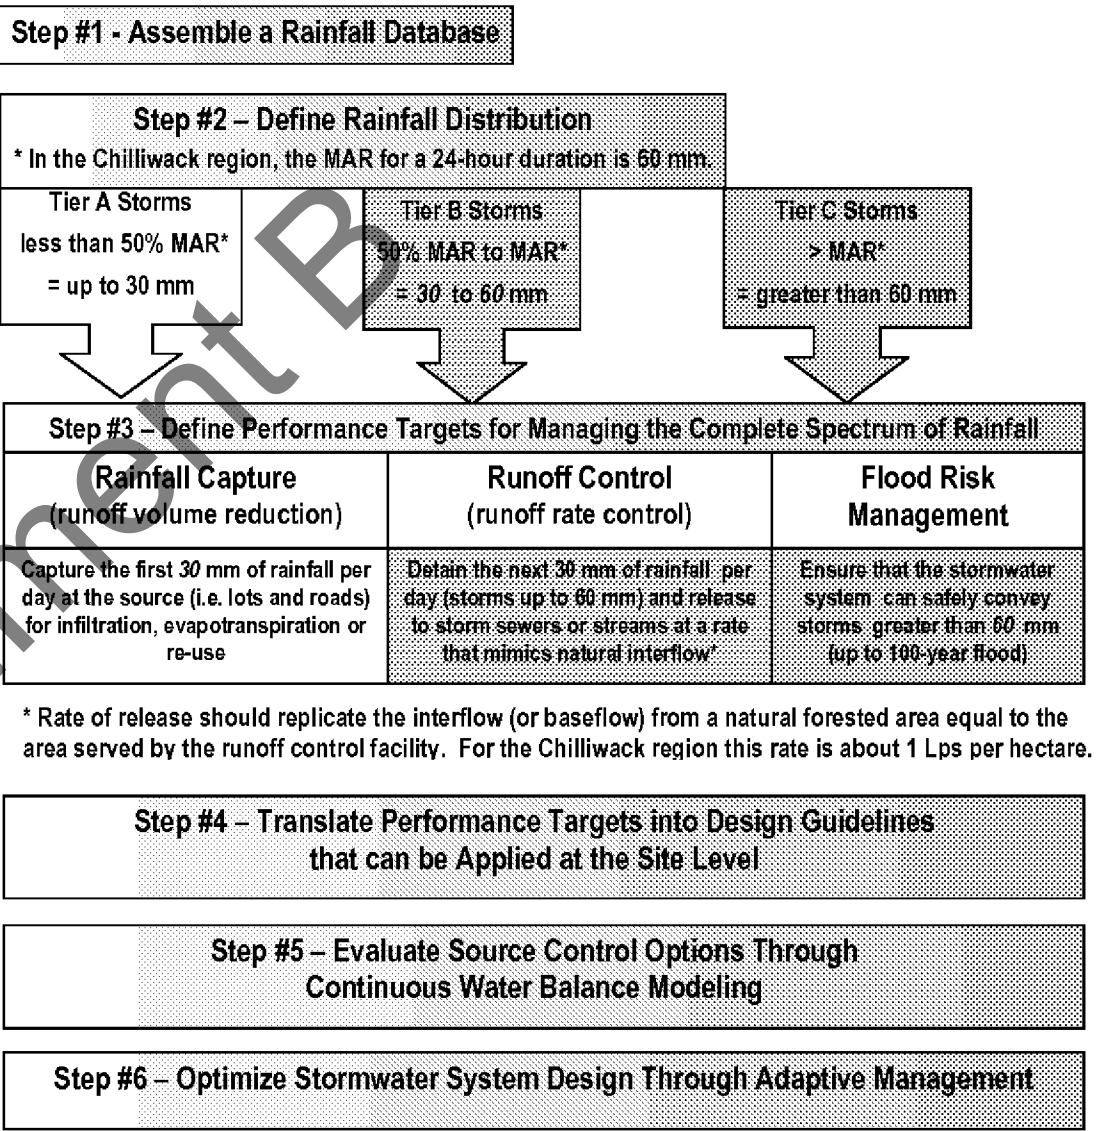 Step #1 - Assemble a Rainfall Database
Step #2 – Define Rainfall Distribution
* In the Chilliwack region, the MAR for a 24-hour duration is 60 mm.
Tier A Storms
less than 50% MAR*
= up to 30 mm
Tier B Storms
50% MAR to MAR*
= 30 to 60 mm
Tier C Storms
> MAR*
= greater than 60 mm
Step #3 – Define Performance Targets for Managing the Complete Spectrum of Rainfall
Rainfall Capture
(runoff volume reduction)
Runoff Control
(runoff rate control)
Flood Risk
Management
Capture the first 30 mm of rainfall per
day at the source (i.e. lots and roads)
for infiltration, evapotranspiration or
re-use
Detain the next 30 mm of rainfall per
day (storms up to 60 mm) and release
to storm sewers or streams at a rate
that mimics natural interflow*
Ensure that the stormwater
system can safely convey
storms greater than 60 mm
(up to 100-year flood)
* Rate of release should replicate the interflow (or baseflow) from a natural forested area equal to the
area served by the runoff control facility. For the Chilliwack region this rate is about 1 Lps per hectare.
Step #4 – Translate Performance Targets into Design Guidelines
that can be Applied at the Site Level
Step #5 – Evaluate Source Control Options Through
Continuous Water Balance Modeling
Step #6 – Optimize Stormwater System Design Through Adaptive Management
ment B